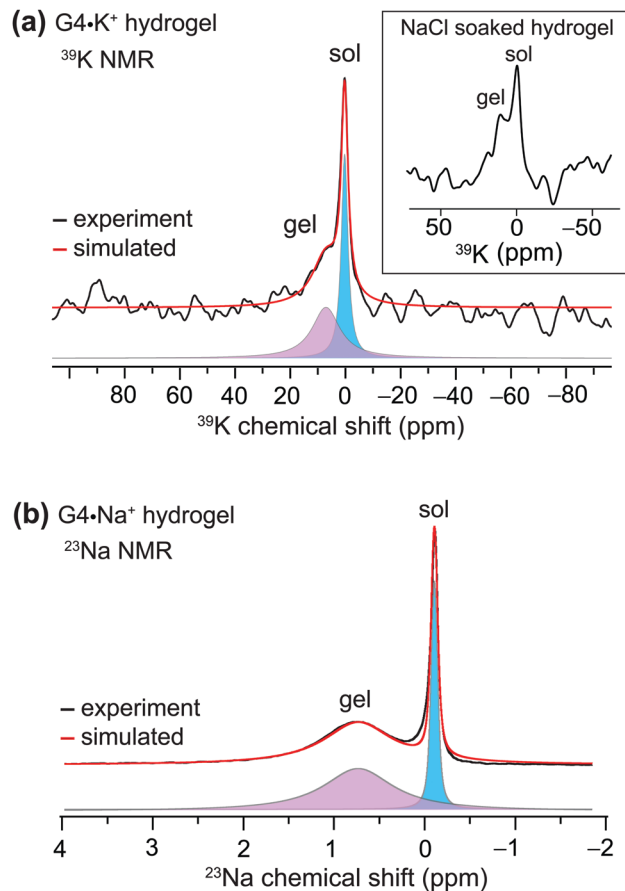 (a) G4•K⁺ hydrogel
³⁹K NMR
sol
gel
– experiment
– simulated
NaCl soaked hydrogel
sol
gel
50 0 –50
³⁹K (ppm)
80 60 40 20 0 –20 –40 –60 –80
³⁹K chemical shift (ppm)
(b) G4•Na⁺ hydrogel
²³Na NMR
sol
gel
– experiment
– simulated
4 3 2 1 0 –1 –2
²³Na chemical shift (ppm)